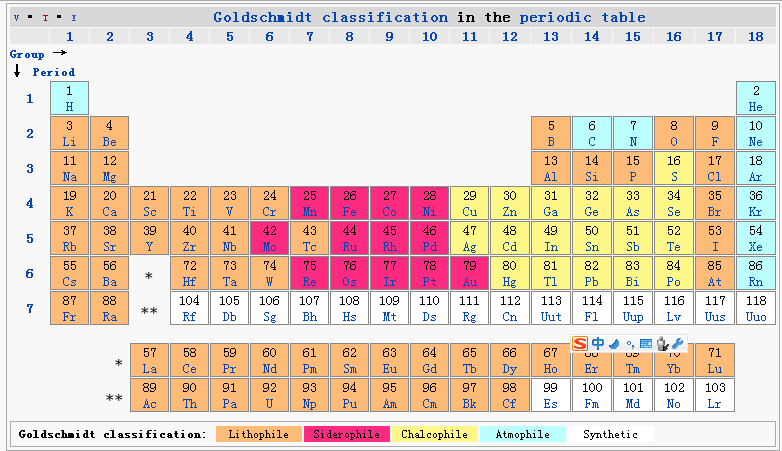 V ▪ T ▪ E Goldschmidt classification in the periodic table
1 2 3 4 5 6 7 8 9 10 11 12 13 14 15 16 17 18
Group →
↓ Period
1 1 2
H He
2 3 4 5 6 7 8 9 10
Li Be B C N O F Ne
3 11 12 13 14 15 16 17 18
Na Mg Al Si P S Cl Ar
4 19 20 21 22 23 24 25 26 27 28 29 30 31 32 33 34 35 36
K Ca Sc Ti V Cr Mn Fe Co Ni Cu Zn Ga Ge As Se Br Kr
5 37 38 39 40 41 42 43 44 45 46 47 48 49 50 51 52 53 54
Rb Sr Y Zr Nb Mo Tc Ru Rh Pd Ag Cd In Sn Sb Te I Xe
6 55 56 * 72 73 74 75 76 77 78 79 80 81 82 83 84 85 86
Cs Ba Hf Ta W Re Os Ir Pt Au Hg Tl Pb Bi Po At Rn
7 87 88 ** 104 105 106 107 108 109 110 111 112 113 114 115 116 117 118
Fr Ra Rf Db Sg Bh Hs Mt Ds Rg Cn Uut Fl Uup Lv Uus Uuo
S 中
* 57 58 59 60 61 62 63 64 65 66 67 71
La Ce Pr Nd Pm Sm Eu Gd Tb Dy Ho Er Tm Yb Lu
** 89 90 91 92 93 94 95 96 97 98 99 100 101 102 103
Ac Th Pa U Np Pu Am Cm Bk Cf Es Fm Md No Lr
Goldschmidt classification: Lithophile Siderophile Chalcophile Atmophile Synthetic